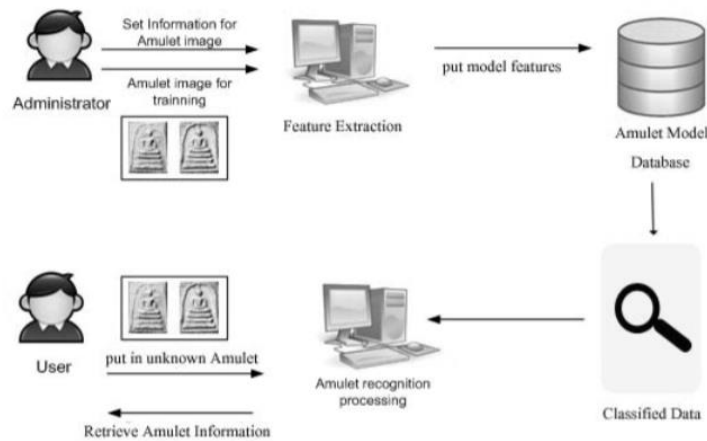 Set Information for
Amulet image
Amulet image for
trainning
Administrator
Feature Extraction
put model features
Amulet Model
Database
User
put in unknown Amulet
Retrieve Amulet Information
Amulet recognition
processing
Classified Data